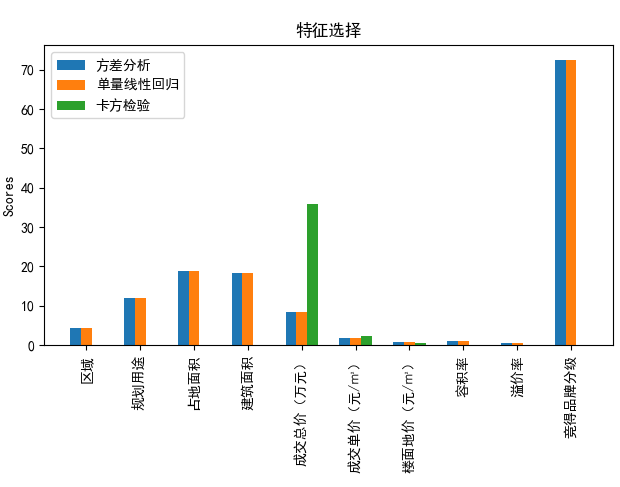 特征选择
方差分析
单量线性回归
卡方检验
Scores
70
60
50
40
30
20
10
0
区域
规划用途
占地面积
建筑面积
成交总价（万元）
成交单价（元/㎡）
楼面地价（元/㎡）
容积率
溢价率
竞得品牌分级